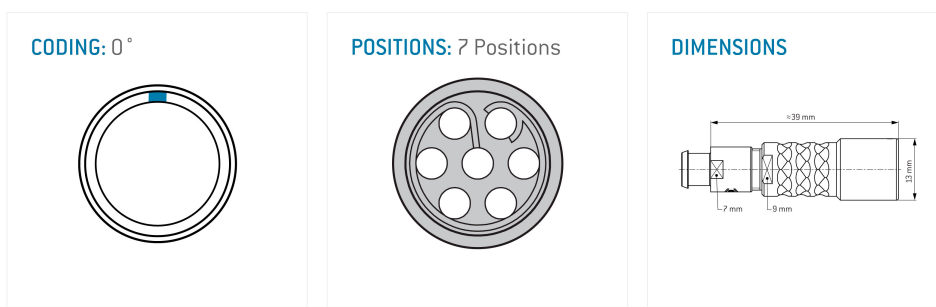 CODING: 0°
POSITIONS: 7 Positions
DIMENSIONS
≈39 mm
13 mm
7 mm
9 mm